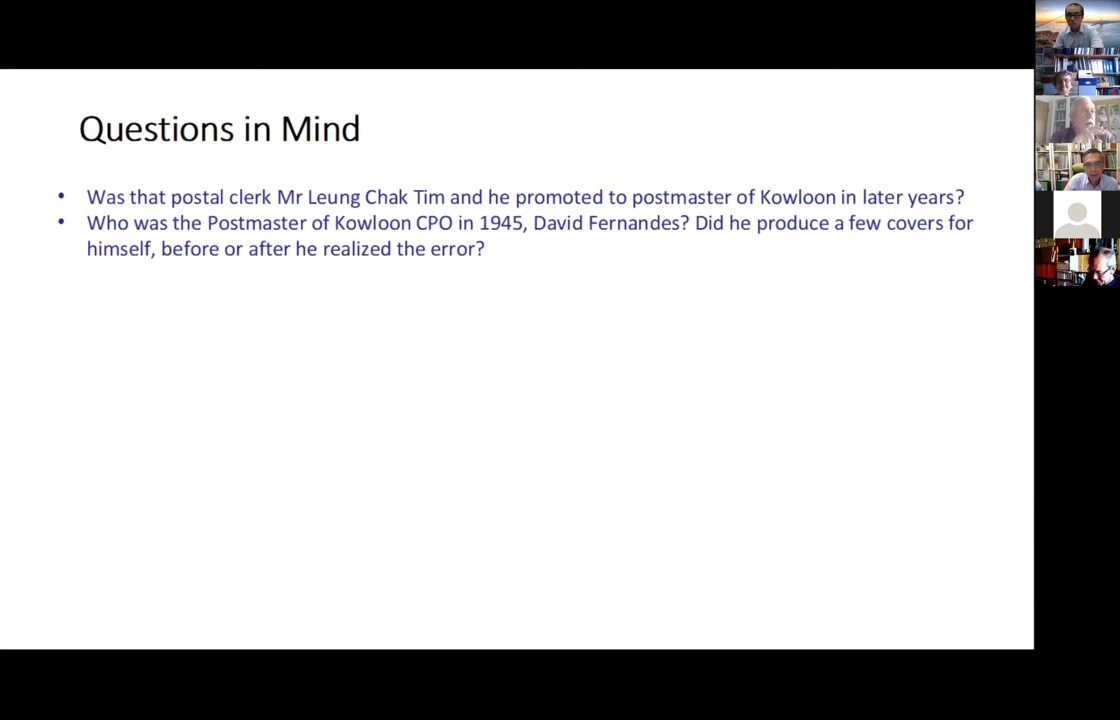 Questions in Mind
• Was that postal clerk Mr Leung Chak Tim and he promoted to postmaster of Kowloon in later years?
• Who was the Postmaster of Kowloon CPO in 1945, David Fernandes? Did he produce a few covers for
himself, before or after he realized the error?